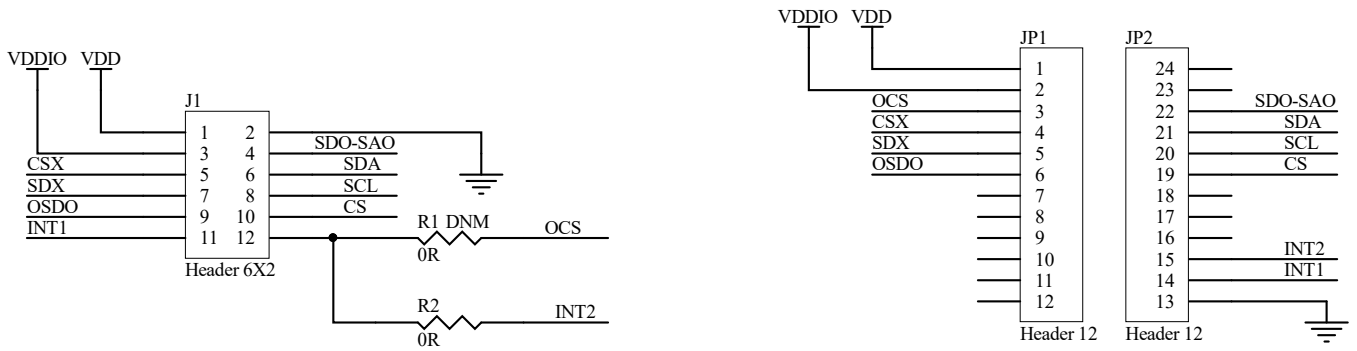 VDDIO VDD
J1
1 2
3 4 SDO-SAO
CSX 5 6 SDA
SDX 7 8 SCL
OSDO 9 10 CS
INT1 11 12 R1 DNM OCS
0R
Header 6X2
R2 INT2
0R
VDDIO VDD
JP1
1
2
OCS 3
CSX 4
SDX 5
OSDO 6
7
8
9
10
11
12
Header 12
JP2
24
23
22 SDO-SAO
21 SDA
20 SCL
19 CS
18
17
16
15 INT2
14 INT1
13
Header 12